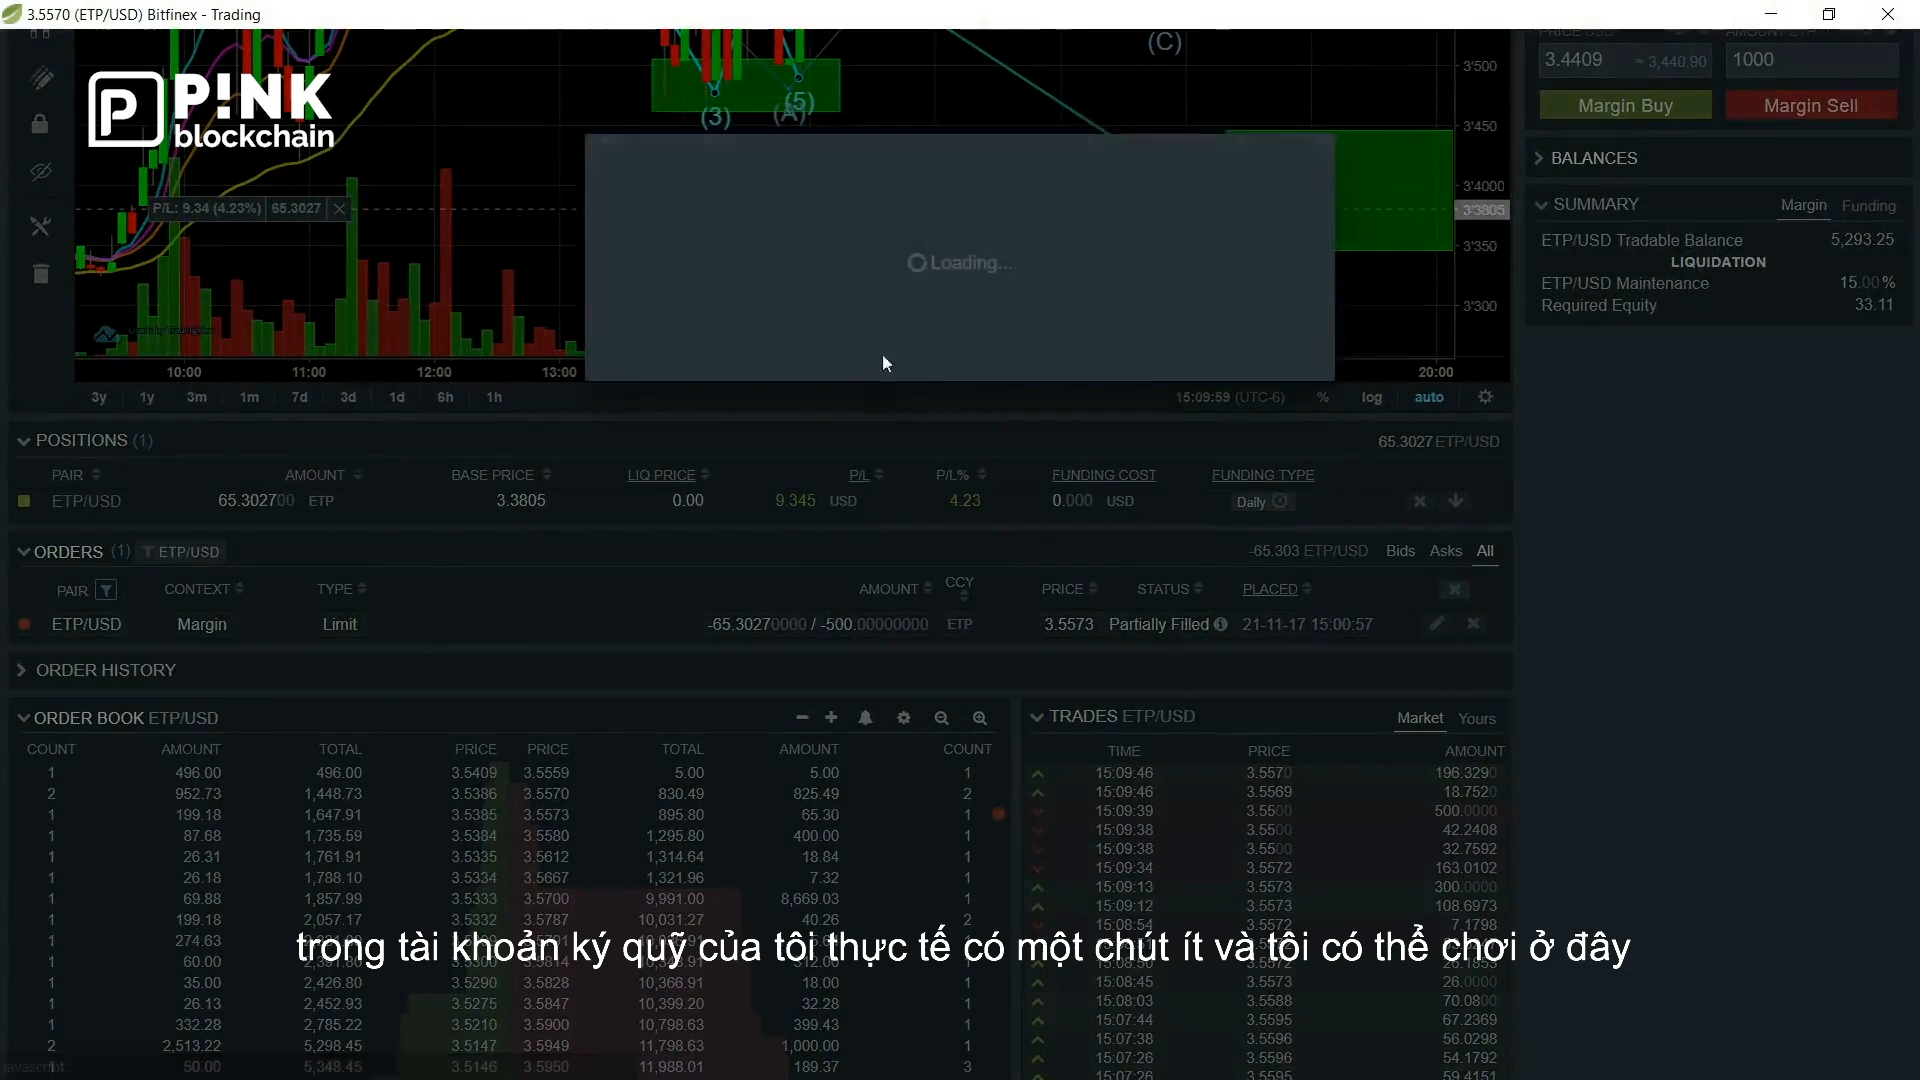 3.5570 (ETP/USD) Bitfinex - Trading
P!NK
blockchain
(C)
(3)
(5)
(A)
3'500
3'450
3'4000
3'3805
3'350
3'300
P/L: 9.34 (4.23%) 65.3027
Loading...
10:00 11:00 12:00 13:00 20:00
3y 1y 3m 1m 7d 3d 1d 6h 1h
15:09:59 (UTC-6) % log auto
PRICE USD
3.4409 ≈ 3,440.90 1000
Margin Buy Margin Sell
BALANCES
SUMMARY Margin Funding
ETP/USD Tradable Balance 5,293.25
LIQUIDATION
ETP/USD Maintenance 15.00%
Required Equity 33.11
POSITIONS (1) 65.3027 ETP/USD
PAIR AMOUNT BASE PRICE LIQ PRICE P/L P/L% FUNDING COST FUNDING TYPE
ETP/USD 65.302700 ETP 3.3805 0.00 9.345 USD 4.23 0.000 USD Daily
ORDERS (1) ETP/USD -65.303 ETP/USD Bids Asks All
PAIR CONTEXT TYPE AMOUNT CCY PRICE STATUS PLACED
ETP/USD Margin Limit -65.30270000 / -500.00000000 ETP 3.5573 Partially Filled 21-11-17 15:00:57
ORDER HISTORY
ORDER BOOK ETP/USD
COUNT AMOUNT TOTAL PRICE PRICE TOTAL AMOUNT COUNT
1 496.00 496.00 3.5409 3.5559 5.00 5.00 1
2 952.73 1,448.73 3.5386 3.5570 830.49 825.49 2
1 199.18 1,647.91 3.5385 3.5573 895.80 65.30 1
1 87.68 1,735.59 3.5384 3.5580 1,295.80 400.00 1
1 26.31 1,761.91 3.5335 3.5612 1,314.64 18.84 1
1 26.18 1,788.10 3.5334 3.5667 1,321.96 7.32 1
1 69.88 1,857.99 3.5333 3.5700 9,991.00 8,669.03 1
1 199.18 2,057.17 3.5332 3.5787 10,031.27 40.26 2
1 274.63
1 60.00
1 35.00 2,426.80 3.5290 3.5828 10,366.91 18.00 1
1 26.13 2,452.93 3.5275 3.5847 10,399.20 32.28 1
1 332.28 2,785.22 3.5210 3.5900 10,798.63 399.43 1
2 2,513.22 5,298.45 3.5147 3.5949 11,798.63 1,000.00 1
1 50.00 5,348.45 3.5146 3.5950 11,988.01 189.37 3
TRADES ETP/USD Market Yours
TIME PRICE AMOUNT
15:09:46 3.5570 196.3290
15:09:46 3.5569 18.7520
15:09:39 3.5500 500.0000
15:09:38 3.5500 42.2408
15:09:38 3.5500 32.7592
15:09:34 3.5572 163.0102
15:09:13 3.5573 300.0000
15:09:12 3.5573 108.6973
15:08:54 3.5572 7.1798
15:08:50 3.5572 26.1853
15:08:45 3.5573 26.0000
15:08:03 3.5588 70.0800
15:07:44 3.5595 67.2369
15:07:38 3.5596 56.0298
15:07:26 3.5596 54.1792
15:07:26 3.5595 59.4151
trong tài khoản ký quỹ của tôi thực tế có một chút ít và tôi có thể chơi ở đây